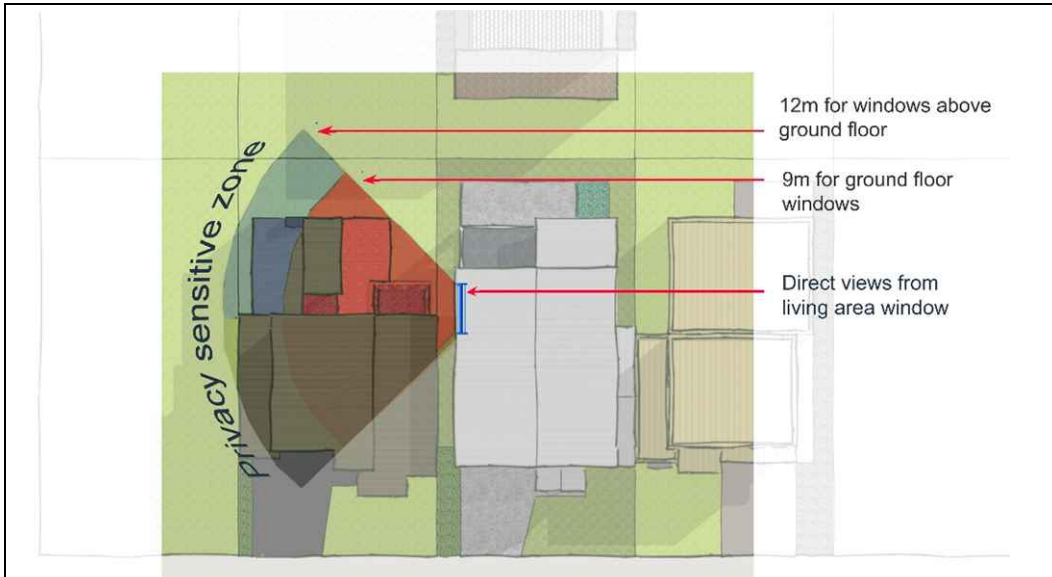 12m for windows above
ground floor
9m for ground floor
windows
Direct views from
living area window
privacy sensitive zone